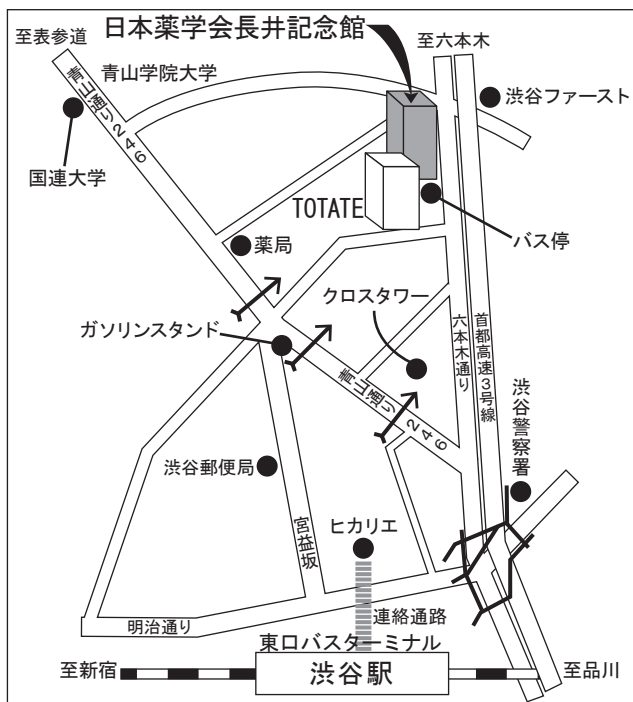 日本薬学会長井記念館
至表参道
至六本木
青山学院大学
青山通り246
渋谷ファースト
国連大学
TOTATE
バス停
薬局
クロスタワー
ガソリンスタンド
六本木通り
首都高速3号線
青山通り246
渋谷警察署
渋谷郵便局
宮益坂
ヒカリエ
連絡通路
明治通り
東口バスターミナル
至新宿
渋谷駅
至品川